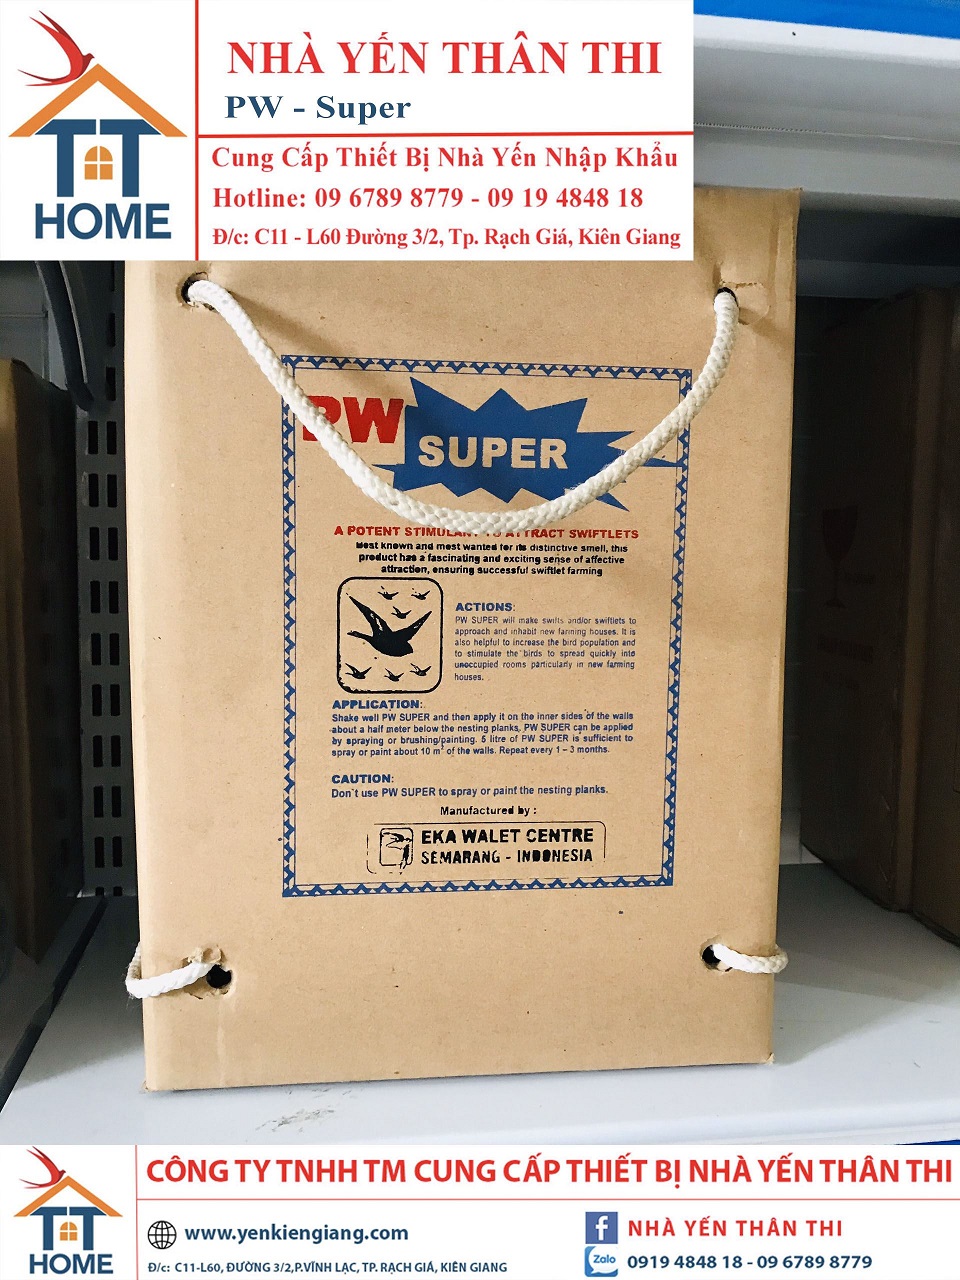 NHÀ YẾN THÂN THI
PW - Super
TT
HOME
Cung Cấp Thiết Bị Nhà Yến Nhập Khẩu
Hotline: 09 6789 8779 - 09 19 4848 18
Đ/c: C11 - L60 Đường 3/2, Tp. Rạch Giá, Kiên Giang
PW
SUPER
A POTENT STIMULANT TO ATTRACT SWIFTLETS
Most known and most wanted for its distinctive smell, this
product has a fascinating and exciting sense of affective
attraction, ensuring successful swiftlet farming
ACTIONS:
PW SUPER will make swifts and/or swiftlets to
approach and inhabit new farming houses. It is
also helpful to increase the bird population and
to stimulate the birds to spread quickly into
unoccupied rooms particularly in new farming
houses.
APPLICATION:
Shake well PW SUPER and then apply it on the inner sides of the walls
about a half meter below the nesting planks, PW SUPER can be applied
by spraying or brushing/painting. 5 litre of PW SUPER is sufficient to
spray or paint about 10 m² of the walls. Repeat every 1 – 3 months.
CAUTION:
Don`t use PW SUPER to spray or paint the nesting planks.
Manufactured by :
EKA WALET CENTRE
SEMARANG - INDONESIA
CÔNG TY TNHH TM CUNG CẤP THIẾT BỊ NHÀ YẾN THÂN THI
TT
HOME
www.yenkiengiang.com
NHÀ YẾN THÂN THI
Zalo
0919 4848 18 - 09 6789 8779
Đ/c: C11-L60, ĐƯỜNG 3/2,P.VĨNH LẠC, TP. RẠCH GIÁ, KIÊN GIANG